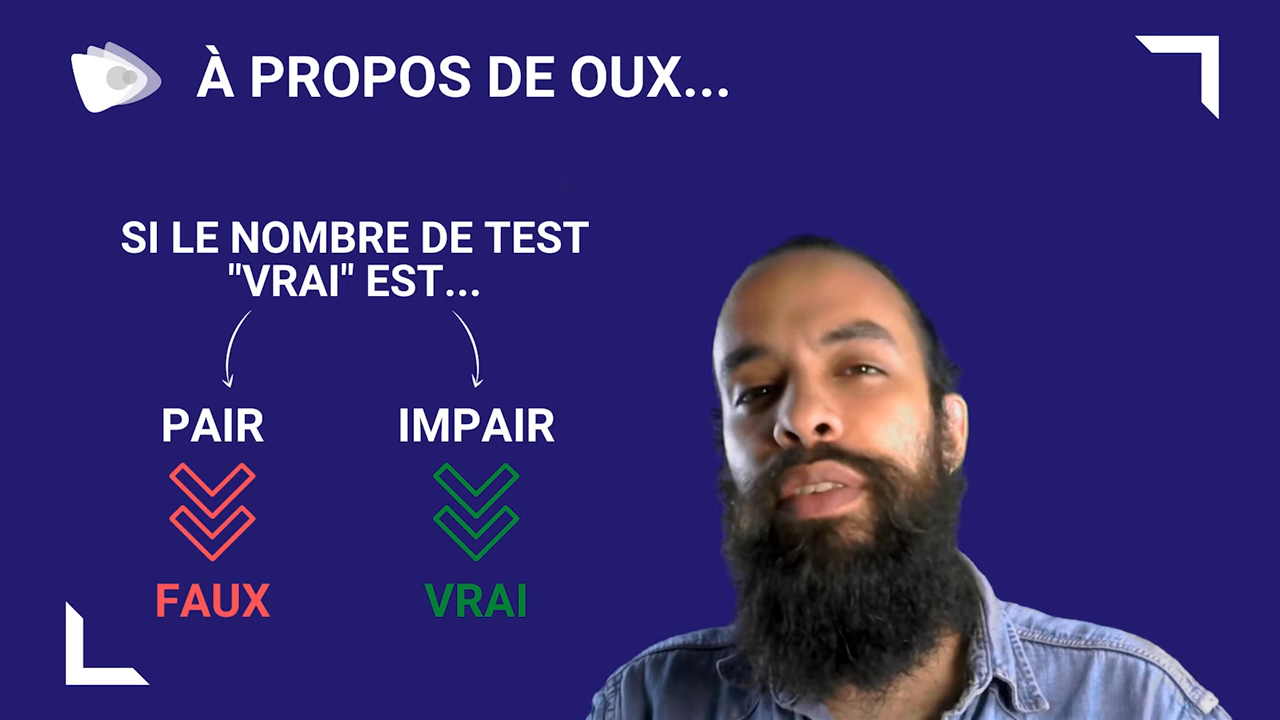 À PROPOS DE OUX...
SI LE NOMBRE DE TEST
"VRAI" EST...
PAIR
IMPAIR
FAUX
VRAI